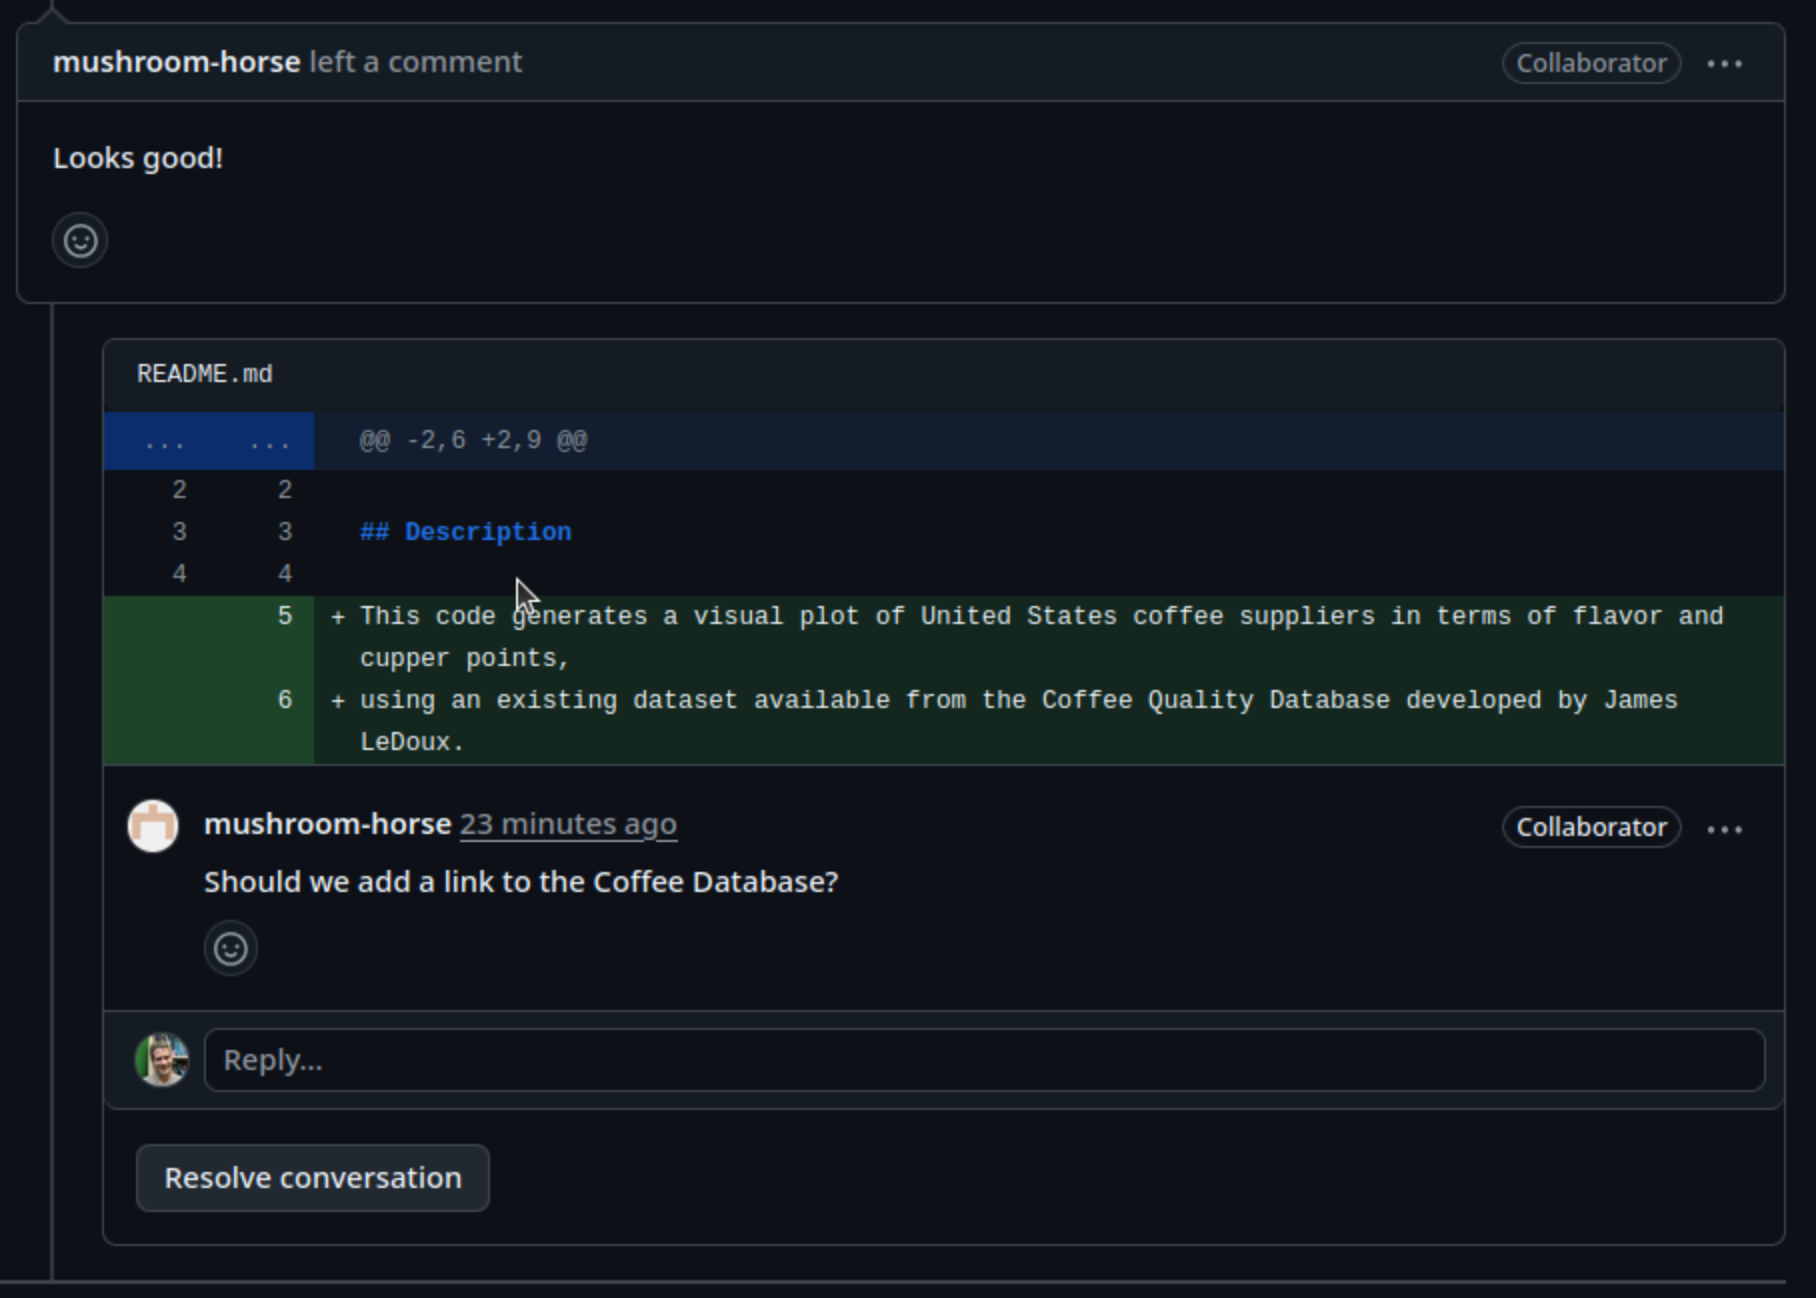 mushroom-horse left a comment
Collaborator ...
Looks good!
README.md
... ... @@ -2,6 +2,9 @@
2 2
3 3 ## Description
4 4
5 + This code generates a visual plot of United States coffee suppliers in terms of flavor and
cupper points,
6 + using an existing dataset available from the Coffee Quality Database developed by James
LeDoux.
mushroom-horse 23 minutes ago
Collaborator ...
Should we add a link to the Coffee Database?
Reply...
Resolve conversation